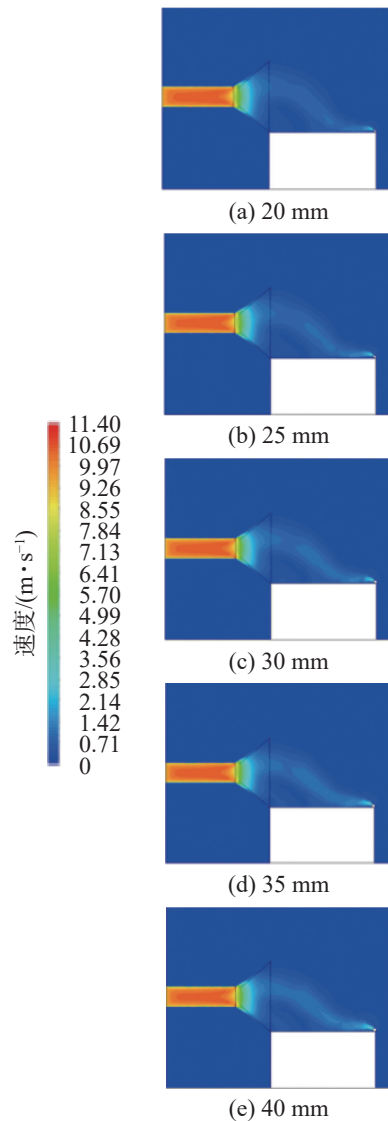 (a) 20 mm
(b) 25 mm
11.40
10.69
9.97
9.26
8.55
7.84
7.13
6.41
5.70
4.99
4.28
3.56
2.85
2.14
1.42
0.71
0
速度/(m·s⁻¹)
(c) 30 mm
(d) 35 mm
(e) 40 mm